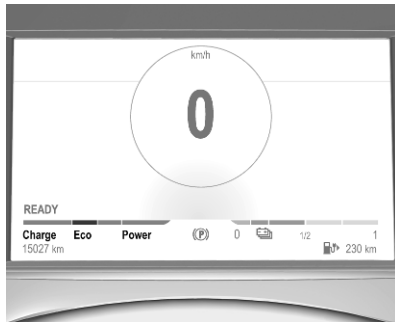 km/h
0
READY
Charge Eco Power (P) 0 1/2 1
15027 km 230 km